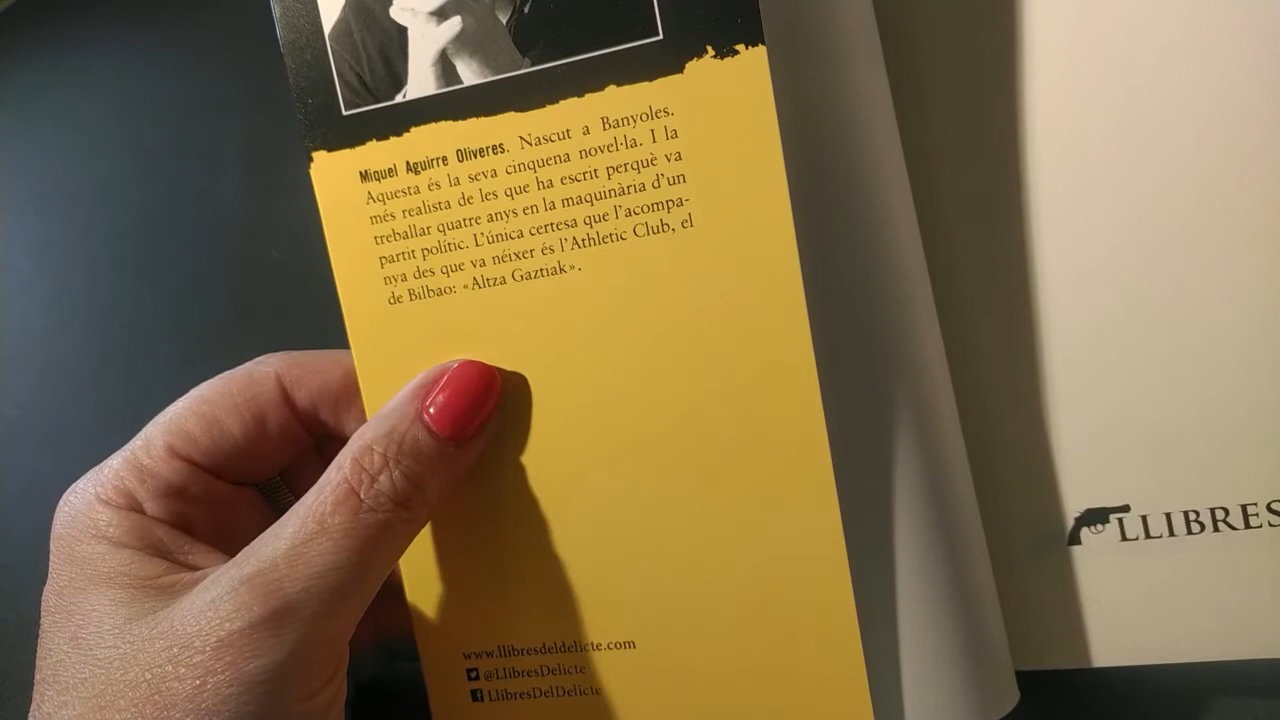 Miquel Aguirre Oliveres. Nascut a Banyoles.
Aquesta és la seva cinquena novel·la. I la
més realista de les que ha escrit perquè va
treballar quatre anys en la maquinària d'un
partit polític. L'única certesa que l'acompa-
nya des que va néixer és l'Athletic Club, el
de Bilbao: «Altza Gaztiak».
www.llibresdeldelicte.com
@LlibresDelicte
LlibresDelDelicte
LLIBRES